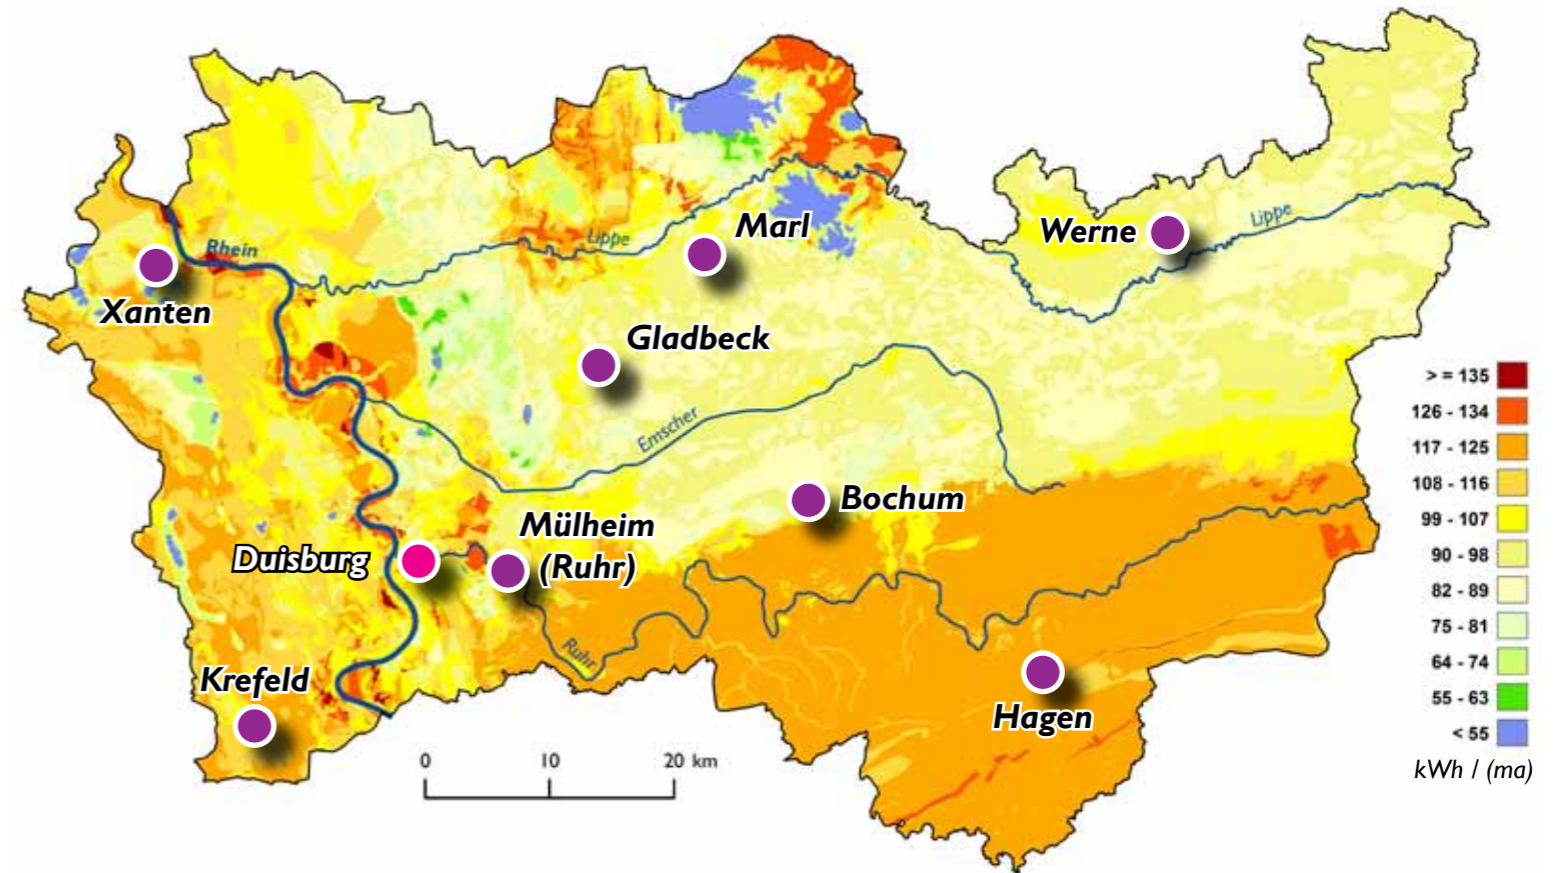 Marl
Werne
Lippe
Rhein
Lippe
Xanten
Gladbeck
> = 135
126 - 134
Emscher
117 - 125
108 - 116
Bochum
99 - 107
Mülheim
(Ruhr)
Duisburg
90 - 98
82 - 89
75 - 81
Ruhr
64 - 74
Krefeld
55 - 63
Hagen
< 55
0 10 20 km
kWh / (ma)